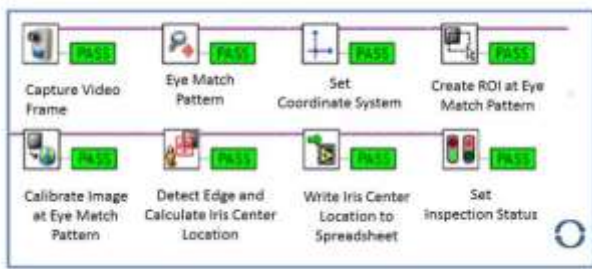 PASS PASS PASS PASS
Capture Video
Frame
Eye Match
Pattern
Set
Coordinate System
Create ROI at Eye
Match Pattern
PASS PASS PASS PASS
Calibrate Image
at Eye Match
Pattern
Detect Edge and
Calculate Iris Center
Location
Write Iris Center
Location to
Spreadsheet
Set
Inspection Status